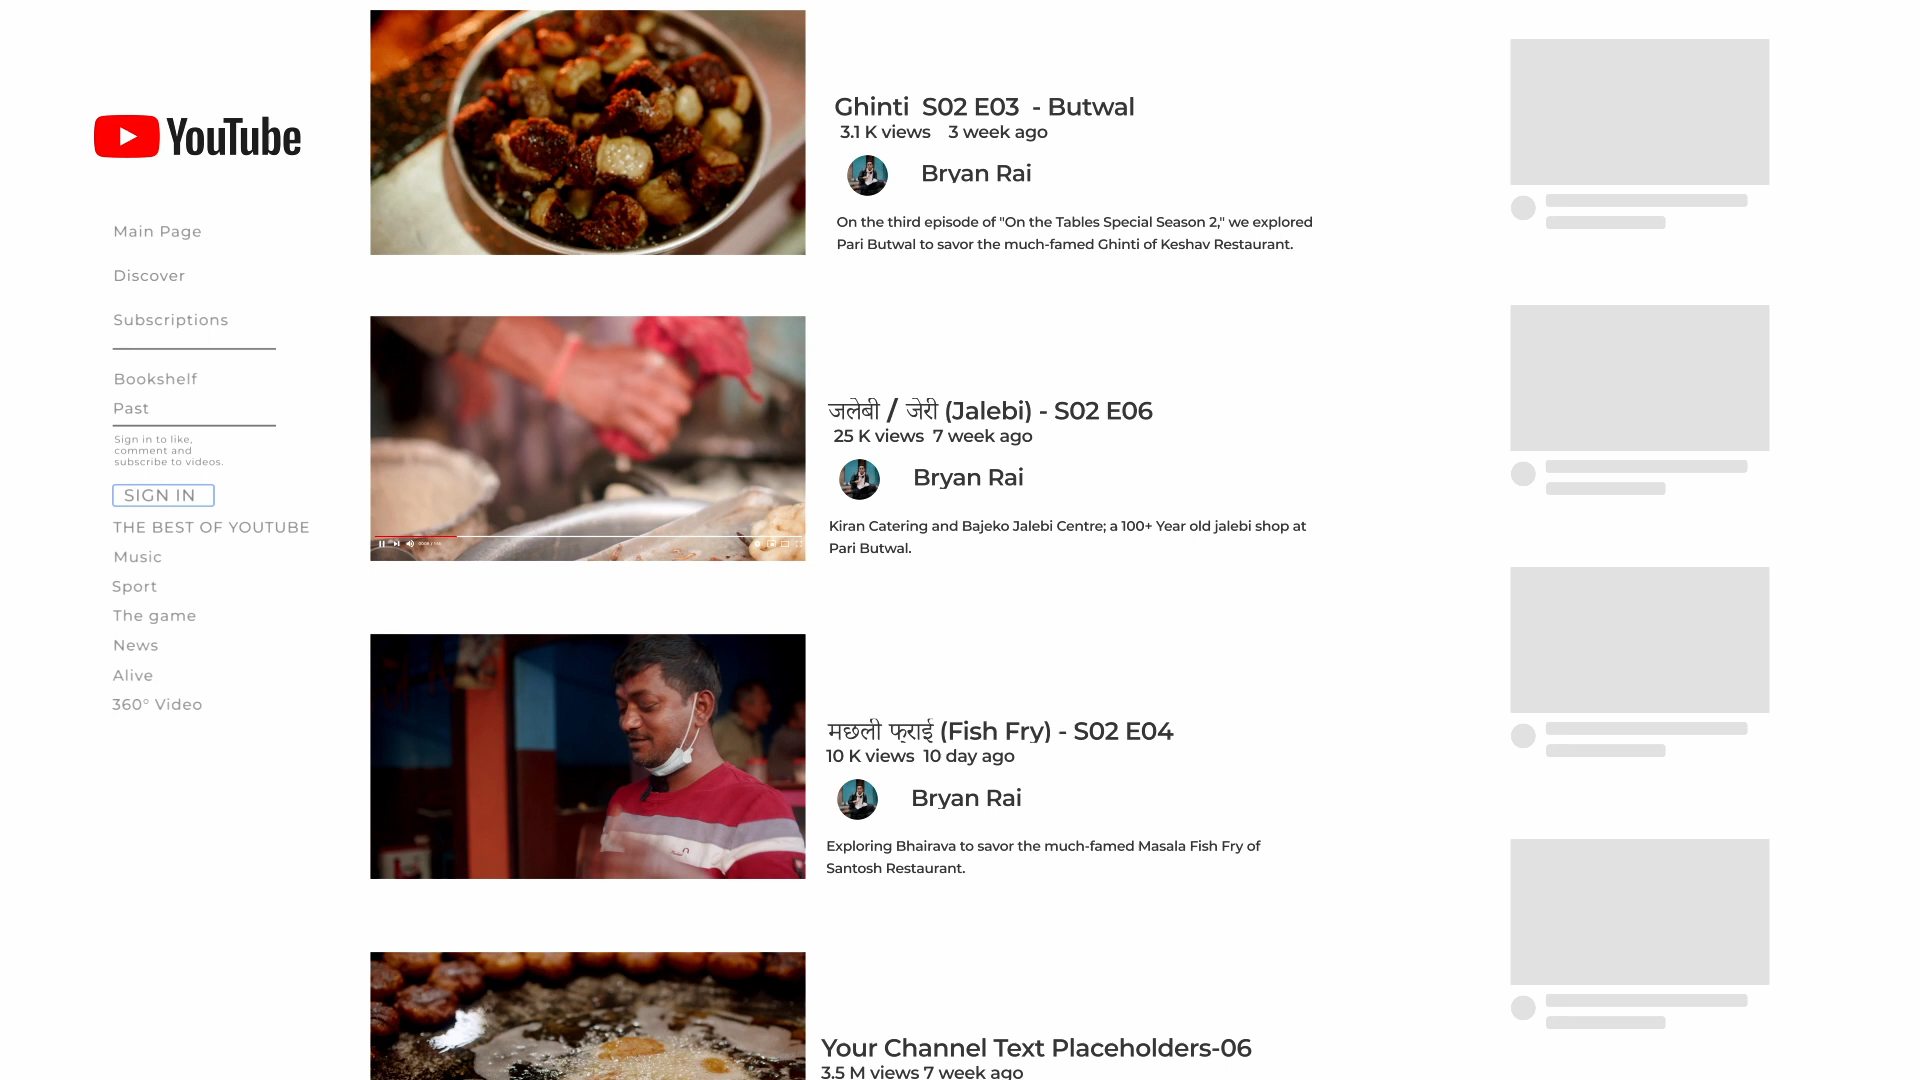 YouTube
Main Page
Discover
Subscriptions
Bookshelf
Past
Sign in to like,
comment and
subscribe to videos.
SIGN IN
THE BEST OF YOUTUBE
Music
Sport
The game
News
Alive
360° Video
Ghinti S02 E03 - Butwal
3.1 K views 3 week ago
Bryan Rai
On the third episode of "On the Tables Special Season 2," we explored
Pari Butwal to savor the much-famed Ghinti of Keshav Restaurant.
जलेबी / जेरी (Jalebi) - S02 E06
25 K views 7 week ago
Bryan Rai
Kiran Catering and Bajeko Jalebi Centre; a 100+ Year old jalebi shop at
Pari Butwal.
मछली फ्राई (Fish Fry) - S02 E04
10 K views 10 day ago
Bryan Rai
Exploring Bhairava to savor the much-famed Masala Fish Fry of
Santosh Restaurant.
Your Channel Text Placeholders-06
3.5 M views 7 week ago